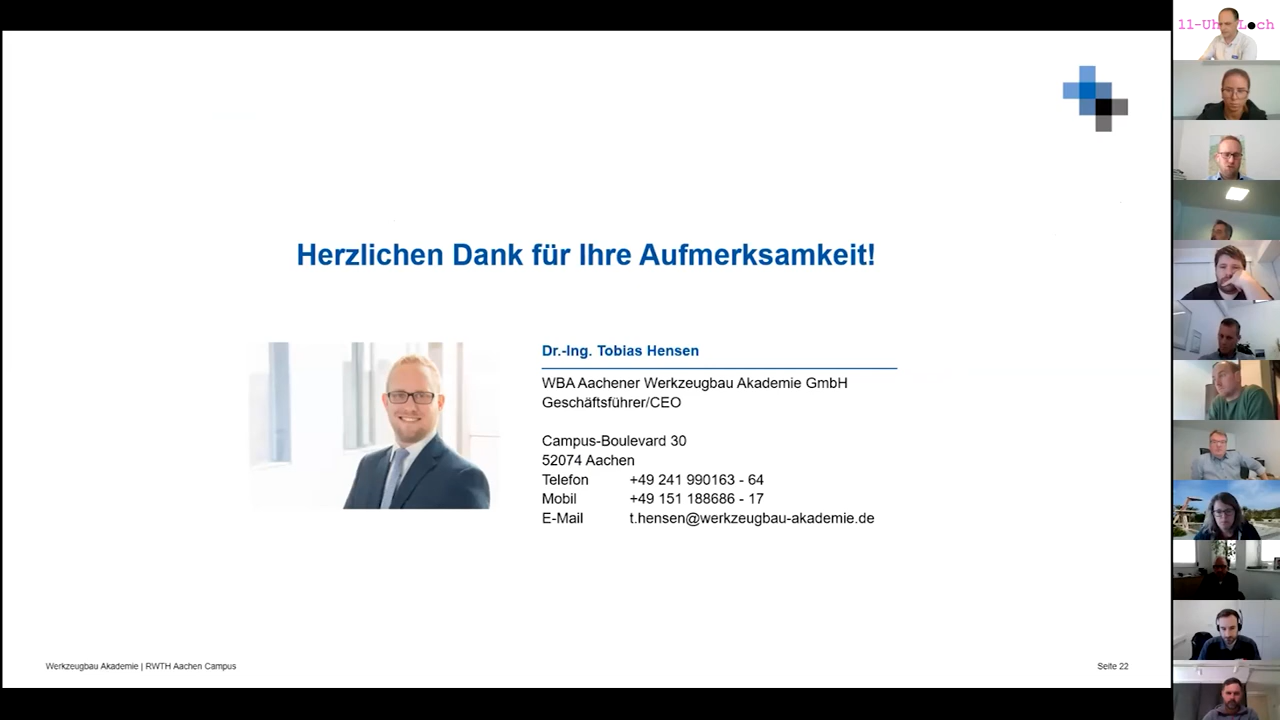 Herzlichen Dank für Ihre Aufmerksamkeit!
Dr.-Ing. Tobias Hensen
WBA Aachener Werkzeugbau Akademie GmbH
Geschäftsführer/CEO
Campus-Boulevard 30
52074 Aachen
Telefon +49 241 990163 - 64
Mobil +49 151 188686 - 17
E-Mail t.hensen@werkzeugbau-akademie.de
Werkzeugbau Akademie | RWTH Aachen Campus
Seite 22